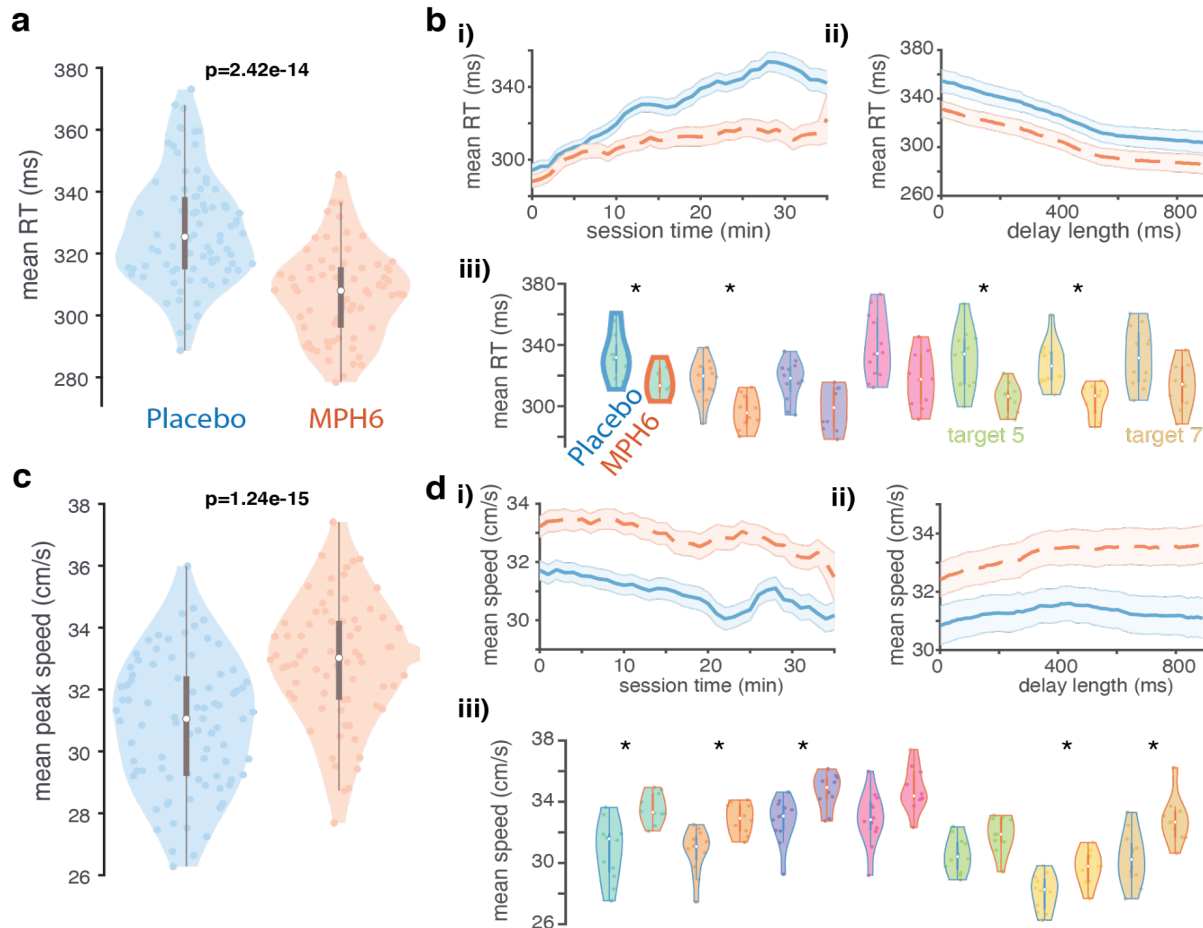 a
p=2.42e-14
380
360
340
320
300
280
mean RT (ms)
Placebo
MPH6
b
i)
mean RT (ms)
340
300
0
10
20
30
session time (min)
ii)
mean RT (ms)
380
340
300
260
0
400
800
delay length (ms)
iii)
mean RT (ms)
380
340
300
*
*
*
*
Placebo
MPH6
target 5
target 7
c
p=1.24e-15
38
36
34
32
30
28
26
mean peak speed (cm/s)
d
i)
mean speed (cm/s)
34
32
30
0
10
20
30
session time (min)
ii)
mean speed (cm/s)
34
32
30
0
400
800
delay length (ms)
iii)
mean speed (cm/s)
38
34
30
26
*
*
*
*
*